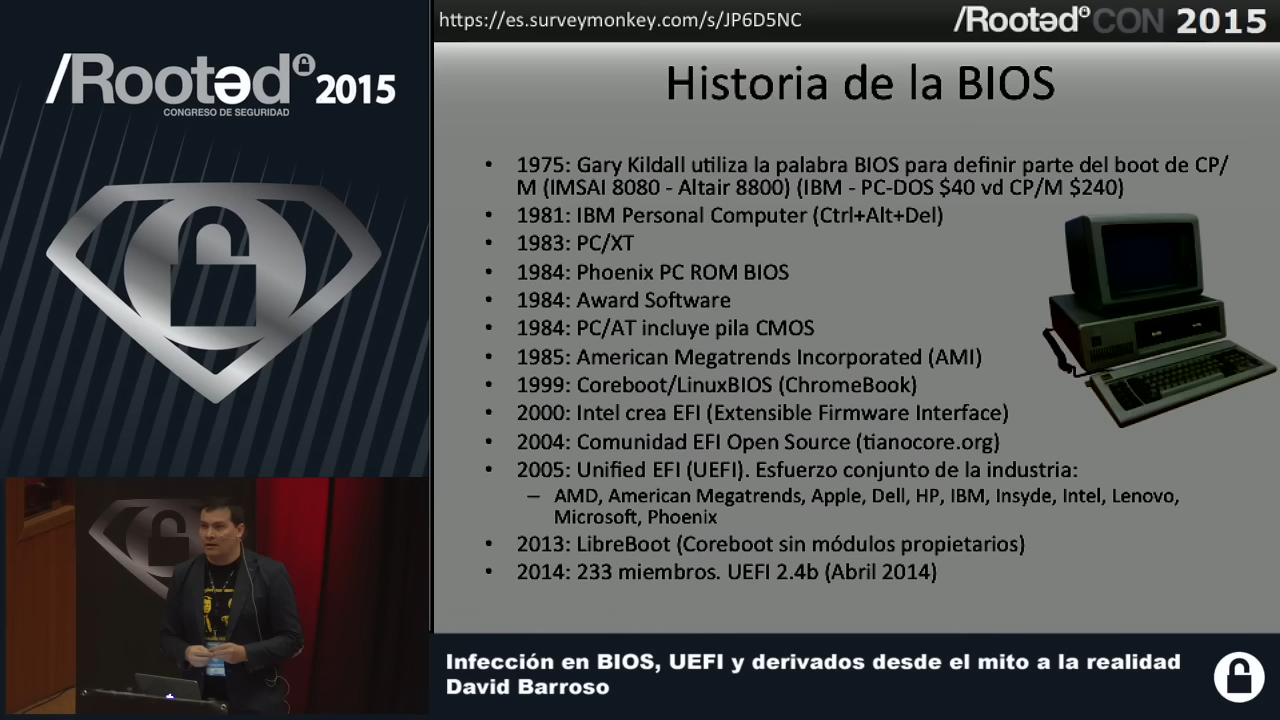 https://es.surveymonkey.com/s/JP6D5NC
/RootedCON 2015
/Rooted 2015
CONGRESO DE SEGURIDAD
Historia de la BIOS
• 1975: Gary Kildall utiliza la palabra BIOS para definir parte del boot de CP/
M (IMSAI 8080 - Altair 8800) (IBM - PC-DOS $40 vd CP/M $240)
• 1981: IBM Personal Computer (Ctrl+Alt+Del)
• 1983: PC/XT
• 1984: Phoenix PC ROM BIOS
• 1984: Award Software
• 1984: PC/AT incluye pila CMOS
• 1985: American Megatrends Incorporated (AMI)
• 1999: Coreboot/LinuxBIOS (ChromeBook)
• 2000: Intel crea EFI (Extensible Firmware Interface)
• 2004: Comunidad EFI Open Source (tianocore.org)
• 2005: Unified EFI (UEFI). Esfuerzo conjunto de la industria:
– AMD, American Megatrends, Apple, Dell, HP, IBM, Insyde, Intel, Lenovo,
Microsoft, Phoenix
• 2013: LibreBoot (Coreboot sin módulos propietarios)
• 2014: 233 miembros. UEFI 2.4b (Abril 2014)
Infección en BIOS, UEFI y derivados desde el mito a la realidad
David Barroso